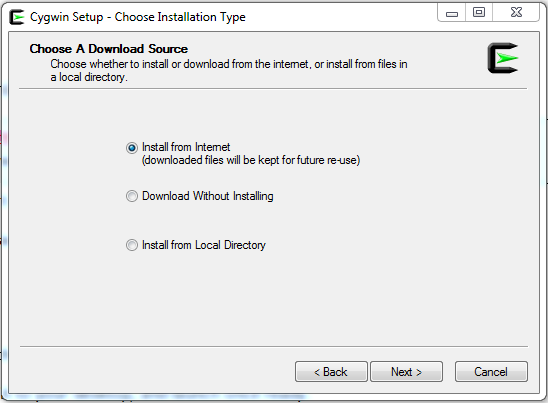 Cygwin Setup - Choose Installation Type
Choose A Download Source
Choose whether to install or download from the internet, or install from files in
a local directory.
Install from Internet
(downloaded files will be kept for future re-use)
Download Without Installing
Install from Local Directory
< Back
Next >
Cancel